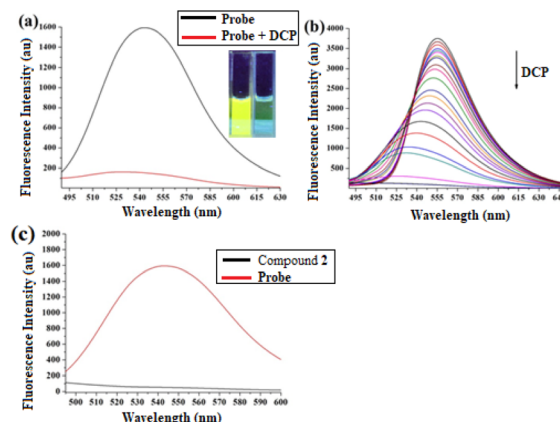 (a)
Probe
Probe + DCP
1600
1400
1200
1000
800
600
400
200
495 510 525 540 555 570 585 600 615 630
Wavelength (nm)
Fluorescence Intensity (au)
(b)
DCP
4000
3500
3000
2500
2000
1500
1000
500
0
495 510 525 540 555 570 585 600 615 630 64
Wavelength (nm)
Fluorescence Intensity (au)
(c)
Compound 2
Probe
2000
1800
1600
1400
1200
1000
800
600
400
200
0
500 510 520 530 540 550 560 570 580 590 600
Wavelength (nm)
Fluorescence Intensity (au)